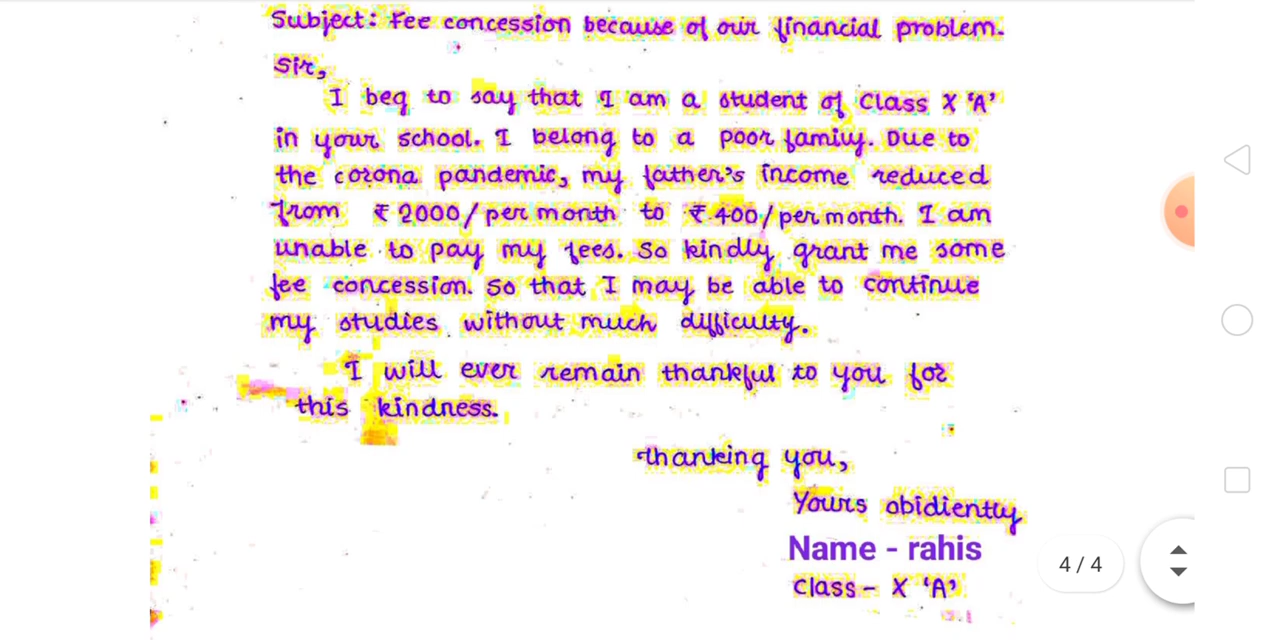 Subject: Fee concession because of our financial problem.
Sir,
I beg to say that I am a student of Class X 'A'
in your school. I belong to a poor family. Due to
the corona pandemic, my father's income reduced
from ₹ 2000/ per month to ₹ 400/ per month. I am
unable to pay my fees. So kindly grant me some
fee concession. So that I may be able to continue
my studies without much difficulty.
I will ever remain thankful to you for
this kindness.
thanking you,
Yours obidiently
Name - rahis
Class - X 'A'
4 / 4